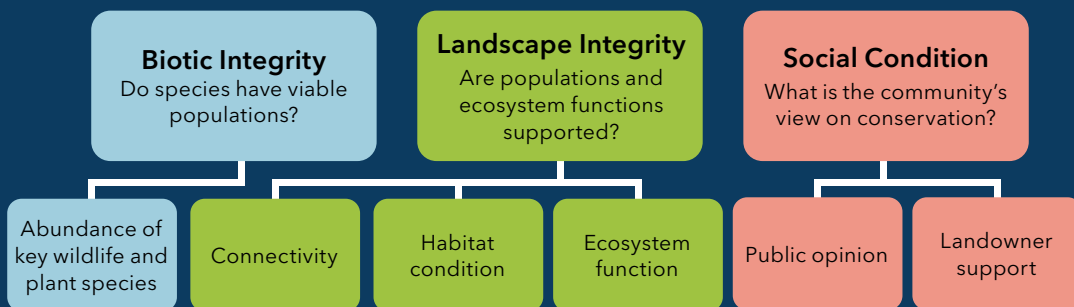 Biotic Integrity
Do species have viable
populations?
Landscape Integrity
Are populations and
ecosystem functions
supported?
Social Condition
What is the community’s
view on conservation?
Abundance of
key wildlife and
plant species
Connectivity
Habitat
condition
Ecosystem
function
Public opinion
Landowner
support